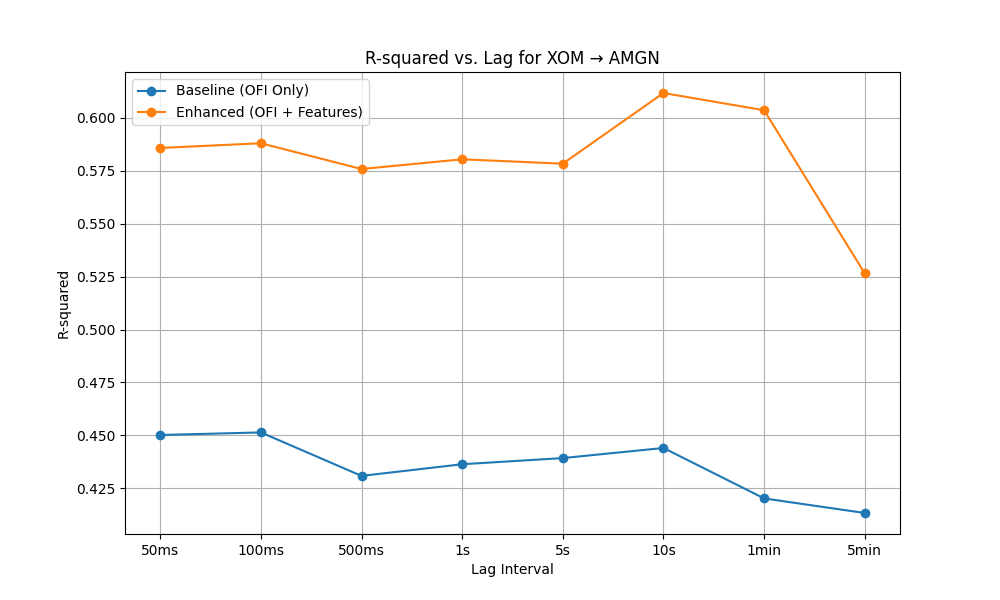 R-squared vs. Lag for XOM → AMGN
Baseline (OFI Only)
Enhanced (OFI + Features)
R-squared
0.600
0.575
0.550
0.525
0.500
0.475
0.450
0.425
50ms 100ms 500ms 1s 5s 10s 1min 5min
Lag Interval